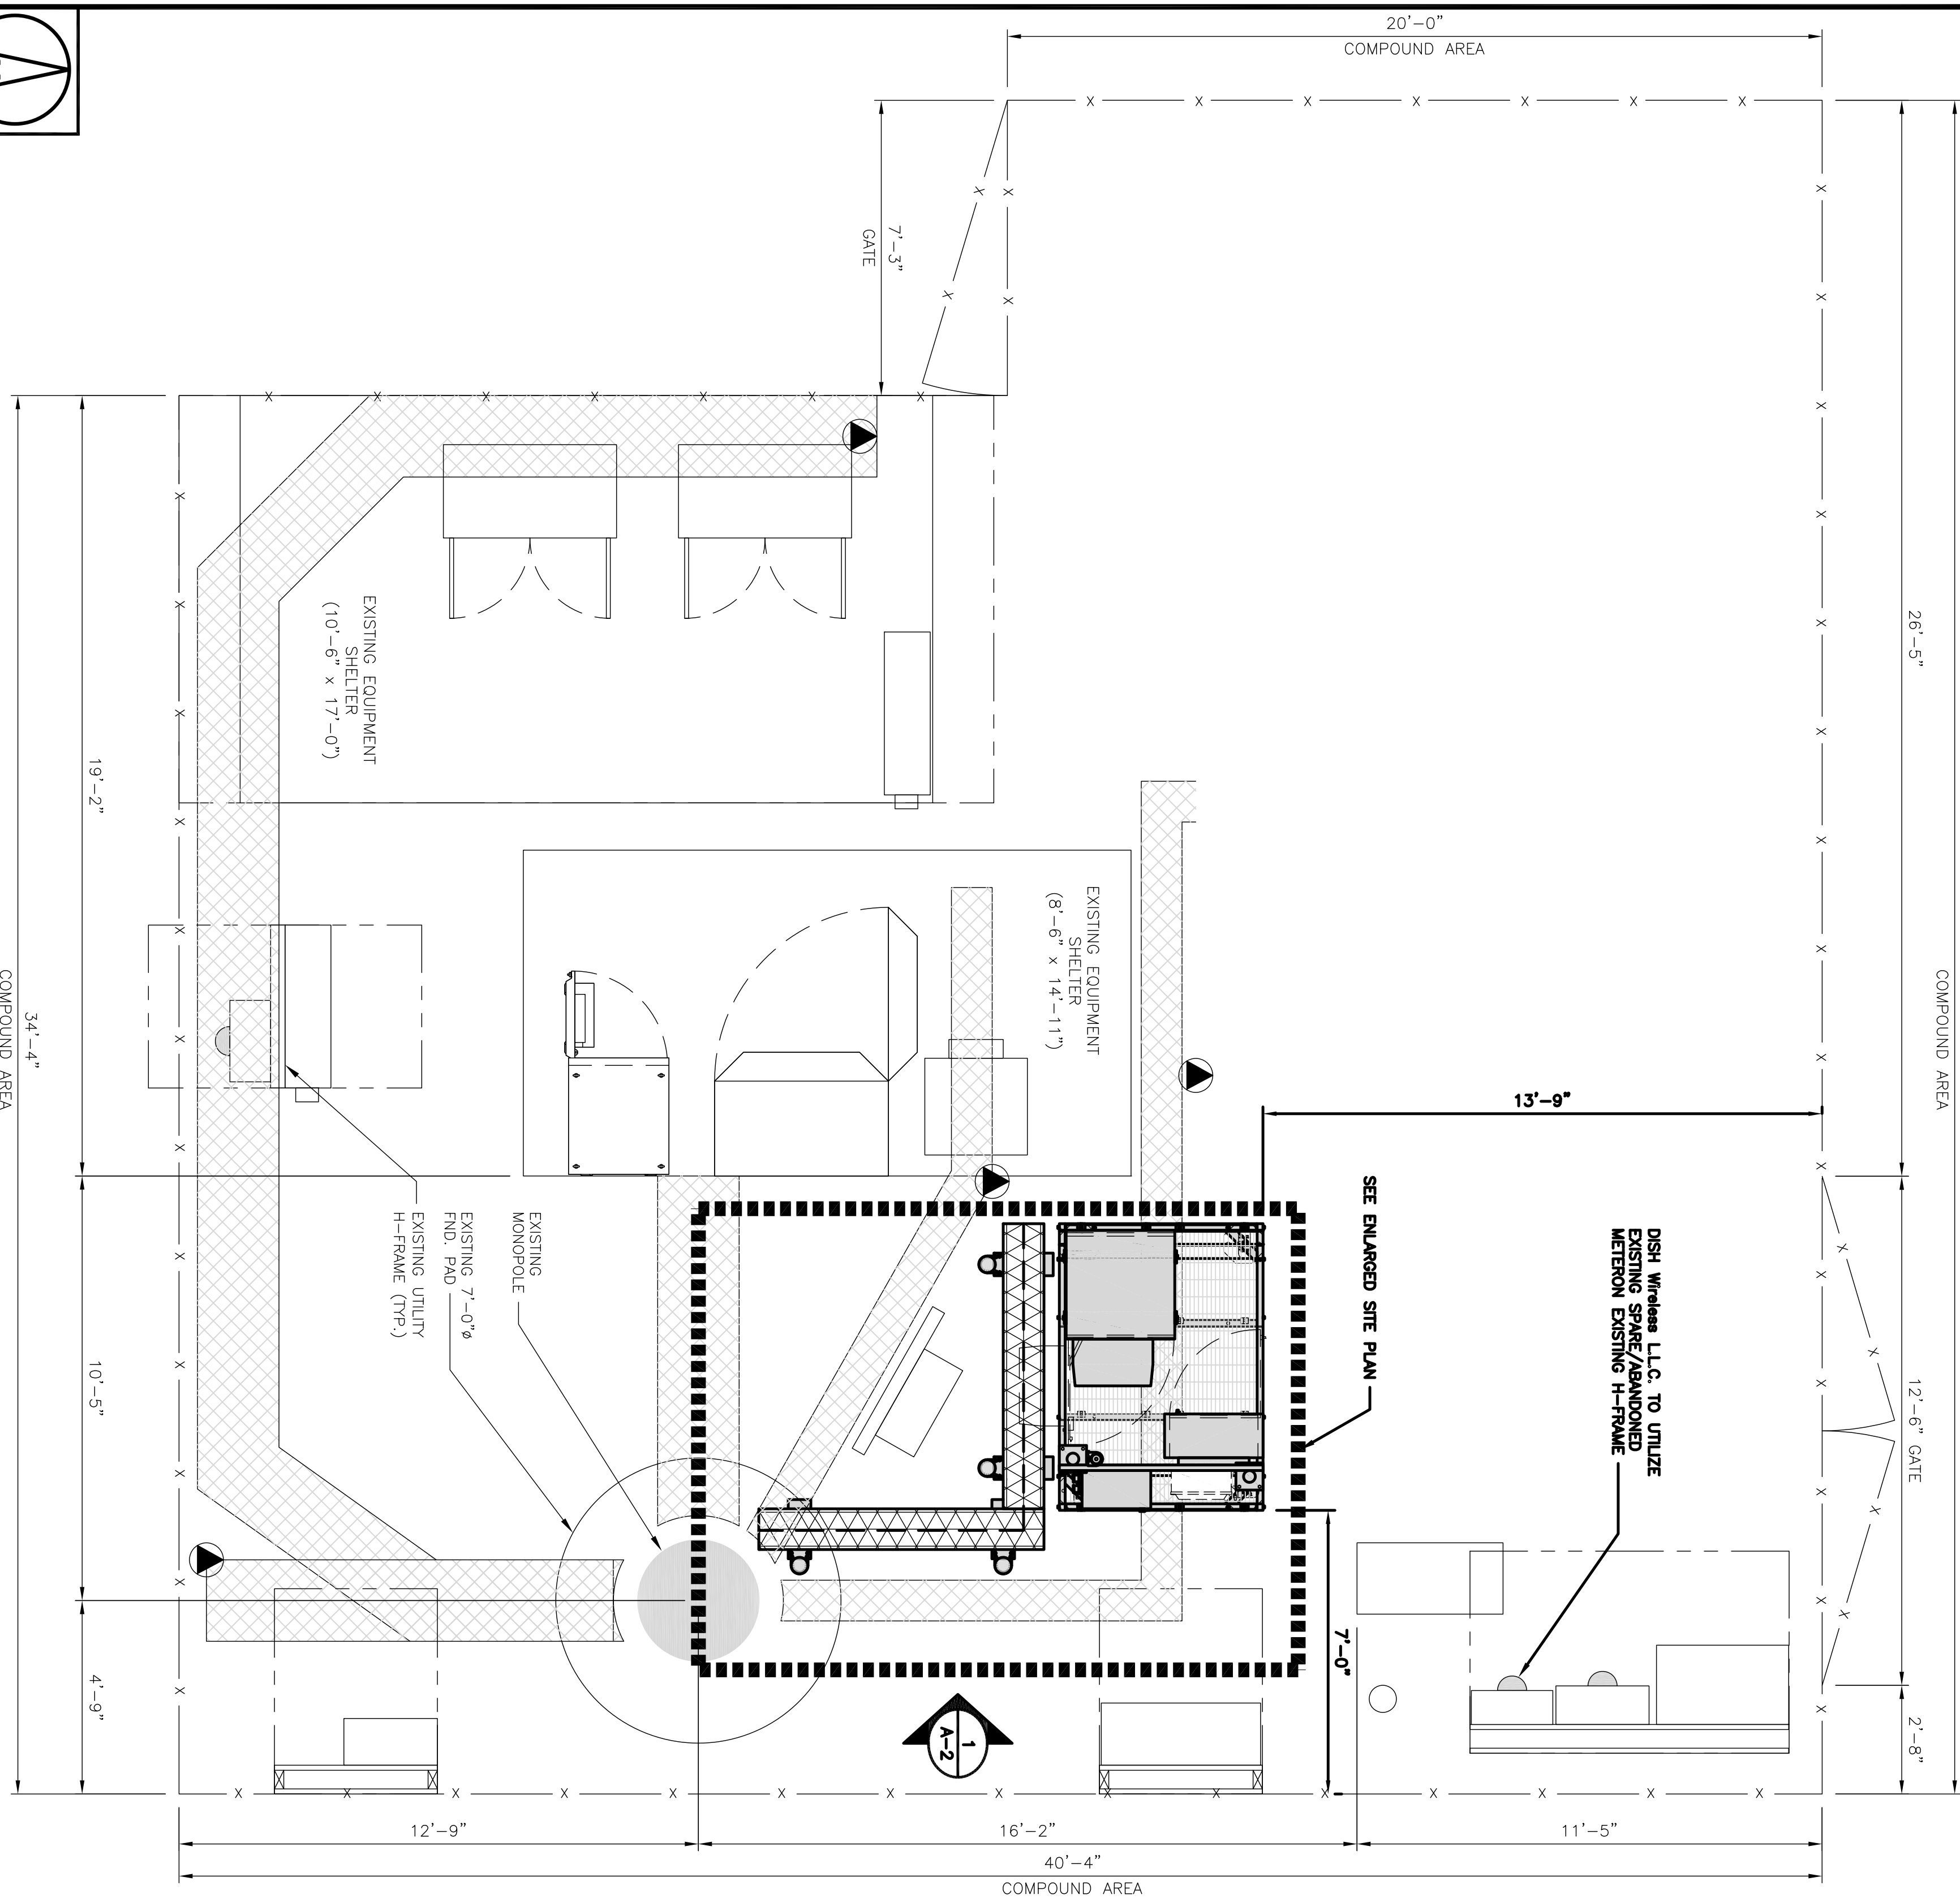 20'-0"
COMPOUND AREA
7'-3"
GATE
26'-5"
COMPOUND AREA
EXISTING EQUIPMENT
SHELTER
(10'-6" x 17'-0")
19'-2"
EXISTING EQUIPMENT
SHELTER
(8'-6" x 14'-11")
34'-4"
COMPOUND AREA
13'-9"
SEE ENLARGED SITE PLAN
DISH Wireless L.L.C. TO UTILIZE
EXISTING SPARE/ABANDONED
METERON EXISTING H-FRAME
12'-6" GATE
EXISTING
MONOPOLE
EXISTING 7'-0"ø
FND. PAD
EXISTING UTILITY
H-FRAME (TYP.)
10'-5"
7'-0"
4'-9"
2'-8"
1
A-2
12'-9"
16'-2"
11'-5"
40'-4"
COMPOUND AREA
X X X X X X X
X X X X X X X X X X X X X X X
X X X X
X X X X X X X
X X X X X X X X X X X X
X X X X X X X X X X X X X X X
X X X X